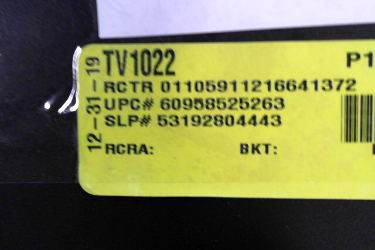 TV1022
P1
RCTR 01105911216641372
UPC# 60958525263
SLP# 53192804443
RCRA: BKT:
12-31-19